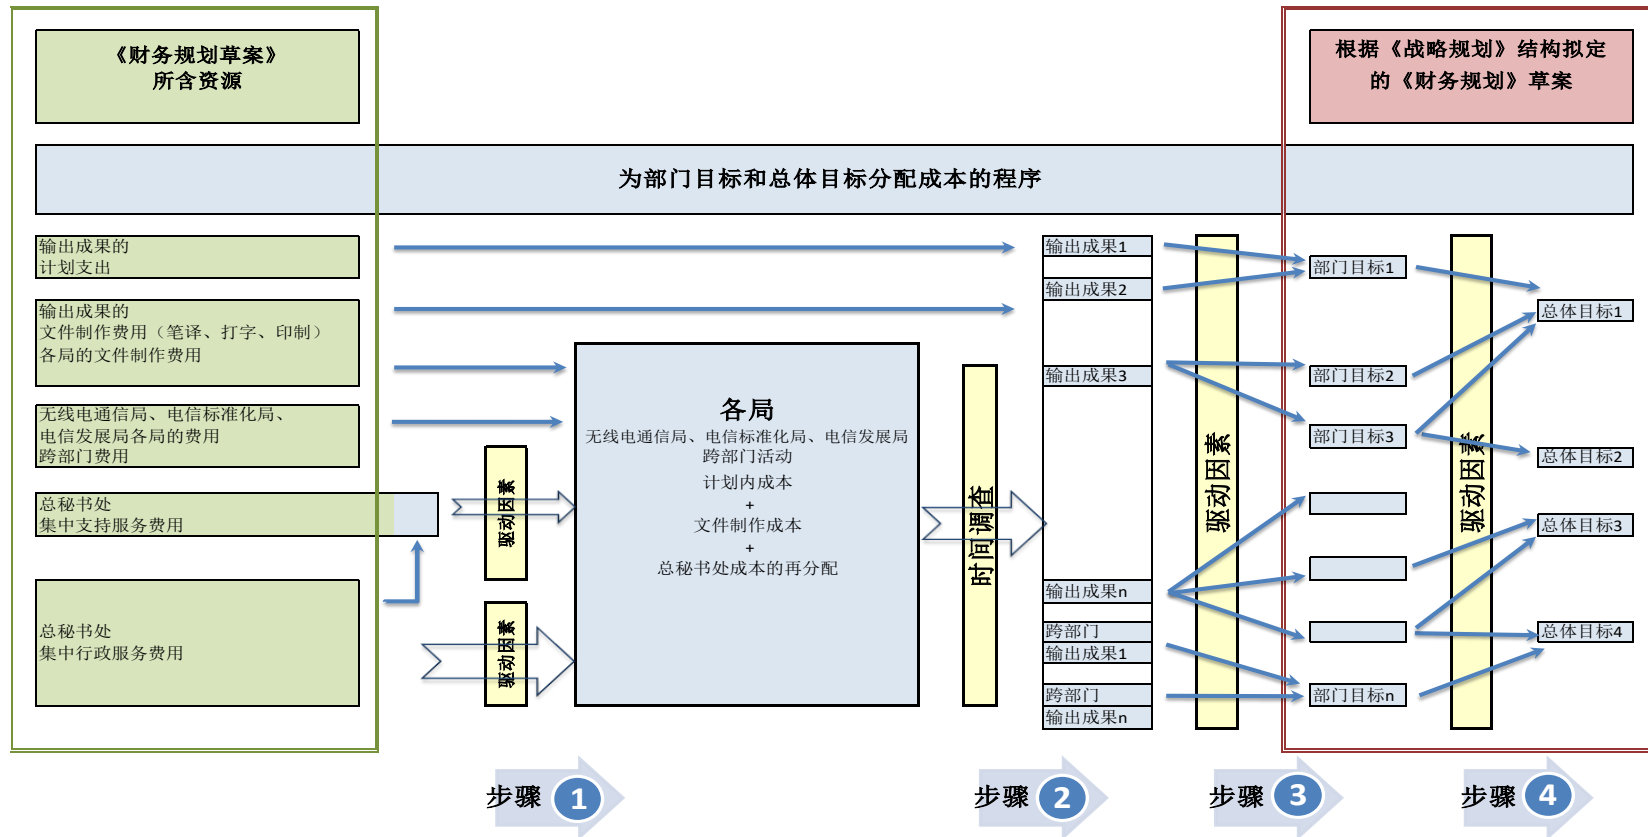 《财务规划草案》
所含资源
根据《战略规划》结构拟定
的《财务规划》草案
为部门目标和总体目标分配成本的程序
输出成果的
计划支出
输出成果的
文件制作费用（笔译、打字、印制）
各局的文件制作费用
无线电通信局、电信标准化局、
电信发展局各局的费用
跨部门费用
总秘书处
集中支持服务费用
总秘书处
集中行政服务费用
驱动因素
驱动因素
各局
无线电通信局、电信标准化局、电信发展局
跨部门活动
计划内成本
+
文件制作成本
+
总秘书处成本的再分配
时间调查
输出成果1
输出成果2
输出成果3
输出成果n
跨部门
输出成果1
跨部门
输出成果n
驱动因素
部门目标1
部门目标2
部门目标3
部门目标n
驱动因素
总体目标1
总体目标2
总体目标3
总体目标4
步骤 1
步骤 2
步骤 3
步骤 4